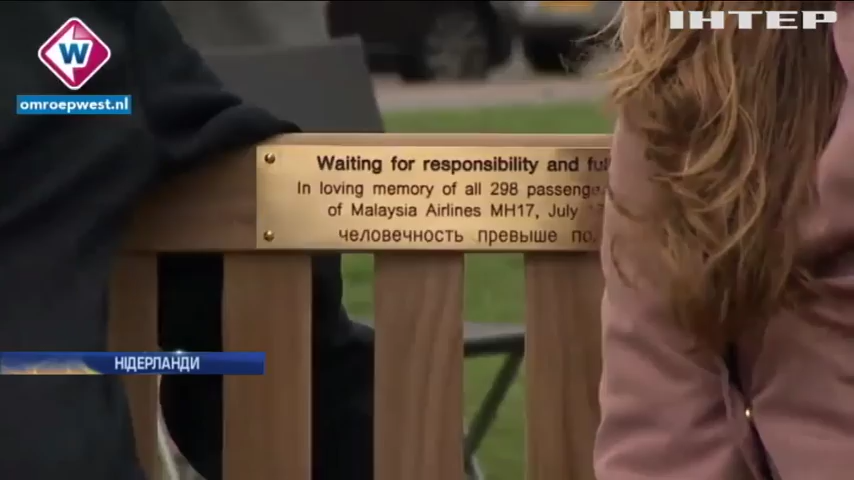 W
omroepwest.nl
ІНТЕР
Waiting for responsibility and
In loving memory of all 298
of Malaysia Airlines MH17, July
человечность превыше
НІДЕРЛАНДИ